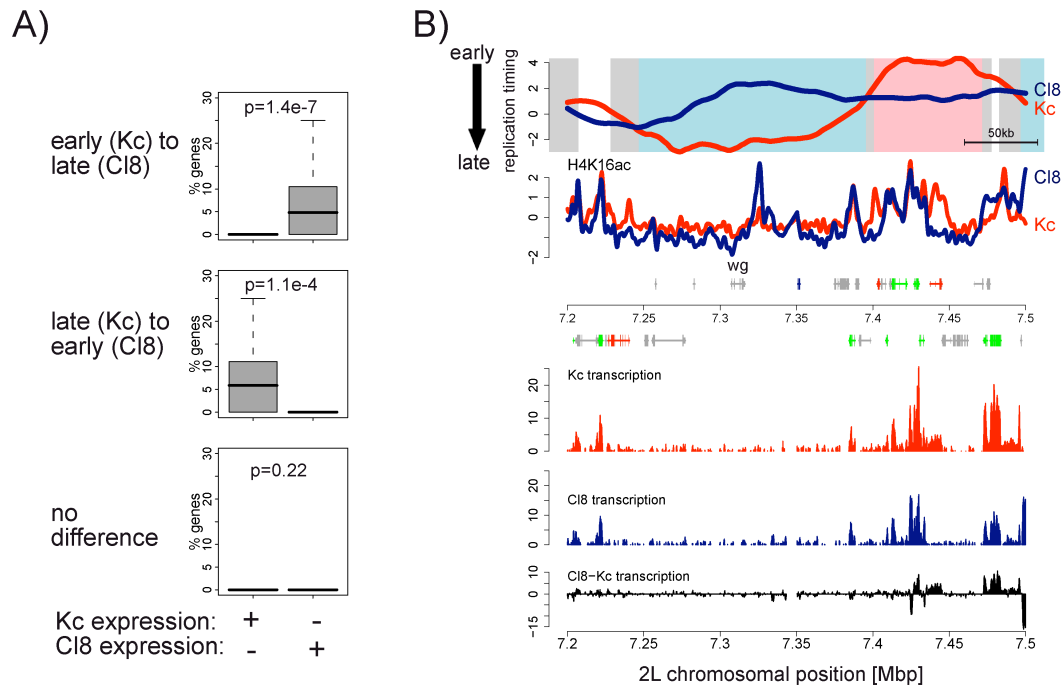 A)
early (Kc) to
late (Cl8)
% genes
0 5 10 20 30
p=1.4e-7
late (Kc) to
early (Cl8)
% genes
0 5 10 20 30
p=1.1e-4
no
difference
% genes
0 5 10 20 30
p=0.22
Kc expression: + -
Cl8 expression: - +
B)
early
late
replication timing
4
2
0
-2
Cl8
Kc
50kb
H4K16ac
4
2
0
-2
Cl8
Kc
wg
7.2 7.25 7.3 7.35 7.4 7.45 7.5
Kc transcription
0 10 20
Cl8 transcription
0 10 20
Cl8−Kc transcription
-15 0 5 10
7.2 7.25 7.3 7.35 7.4 7.45 7.5
2L chromosomal position [Mbp]